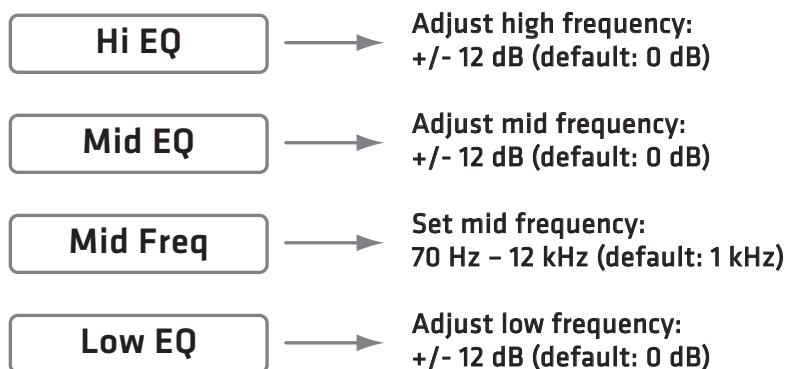 Hi EQ
Adjust high frequency:
+/- 12 dB (default: 0 dB)
Mid EQ
Adjust mid frequency:
+/- 12 dB (default: 0 dB)
Mid Freq
Set mid frequency:
70 Hz – 12 kHz (default: 1 kHz)
Low EQ
Adjust low frequency:
+/- 12 dB (default: 0 dB)